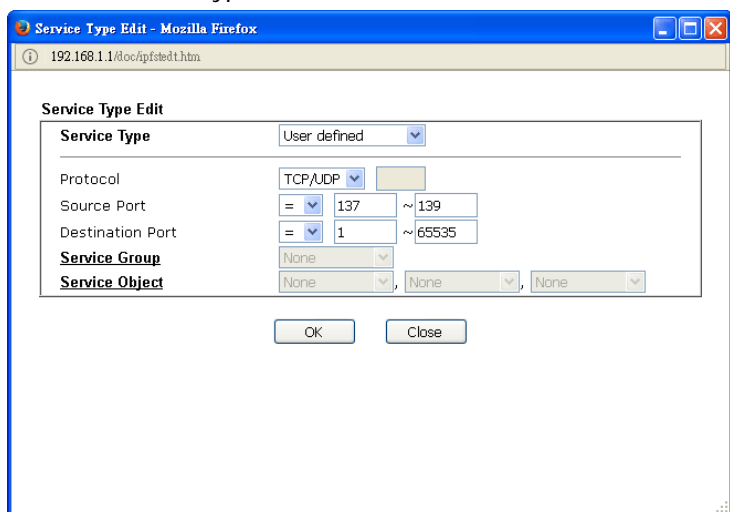 Service Type Edit - Mozilla Firefox
192.168.1.1/doc/ipfstedt.htm
Service Type Edit
Service Type User defined
Protocol TCP/UDP
Source Port = 137 ~ 139
Destination Port = 1 ~ 65535
Service Group None
Service Object None , None , None
OK Close